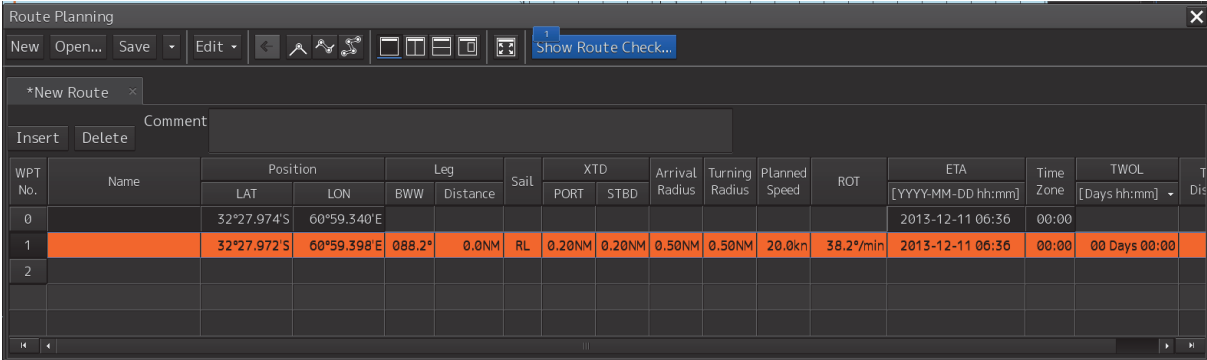 Route Planning
New Open... Save Edit 1 Show Route Check...
*New Route
Comment
Insert Delete
WPT No. Name Position Leg Sail XTD Arrival Radius Turning Radius Planned Speed ROT ETA Time Zone TWOL T Dis
LAT LON BWW Distance PORT STBD [YYYY-MM-DD hh:mm] [Days hh:mm]
0 32°27.974'S 60°59.340'E 2013-12-11 06:36 00:00
1 32°27.972'S 60°59.398'E 088.2° 0.0NM RL 0.20NM 0.20NM 0.50NM 0.50NM 20.0kn 38.2°/min 2013-12-11 06:36 00:00 00 Days 00:00
2